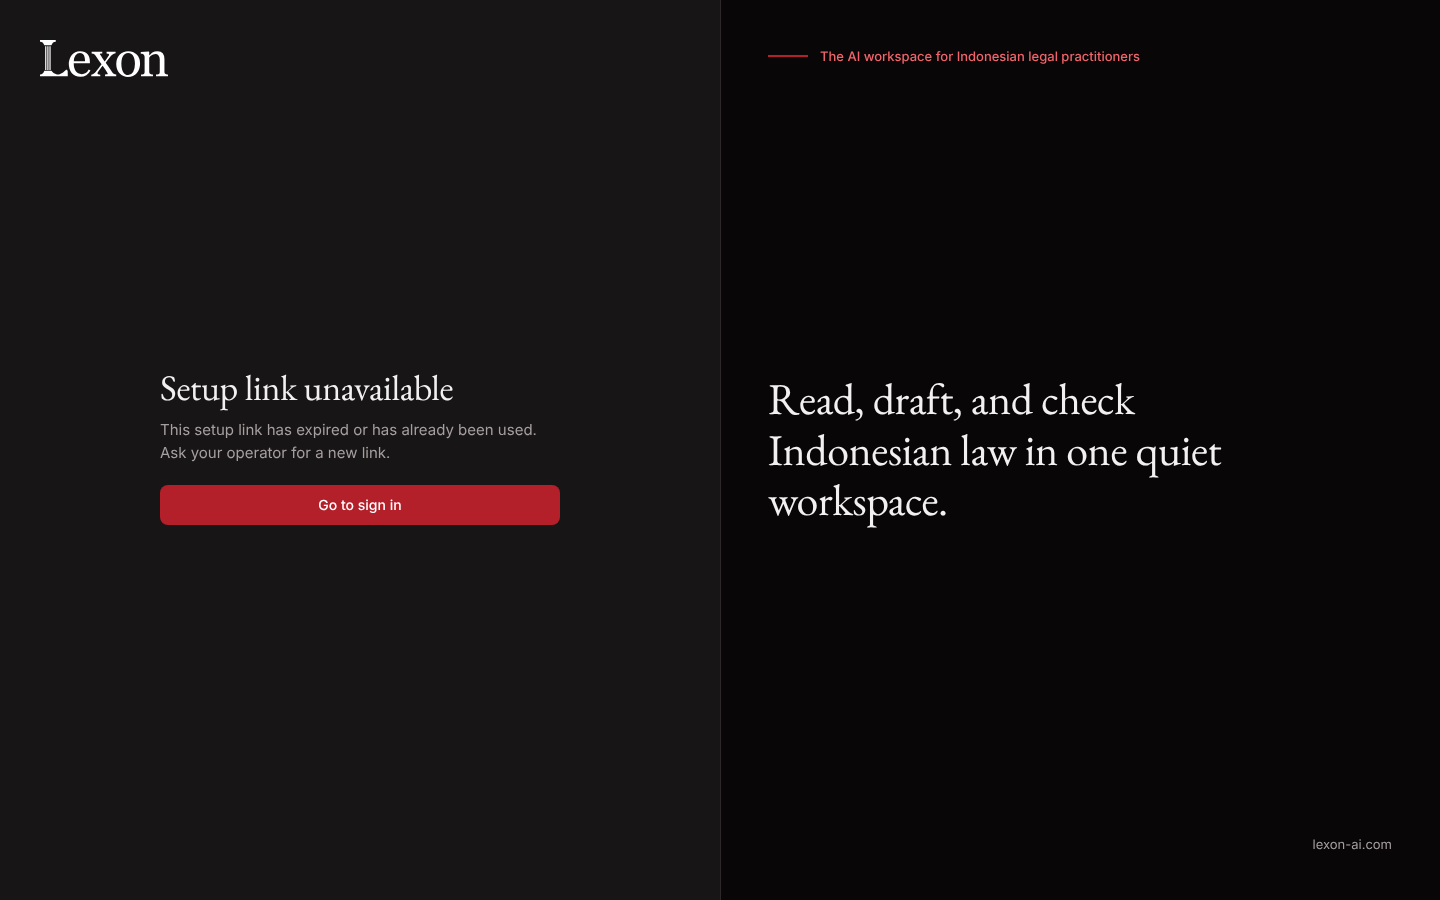 Lexon
Setup link unavailable
This setup link has expired or has already been used.
Ask your operator for a new link.
Go to sign in
The AI workspace for Indonesian legal practitioners
Read, draft, and check
Indonesian law in one quiet
workspace.
lexon-ai.com